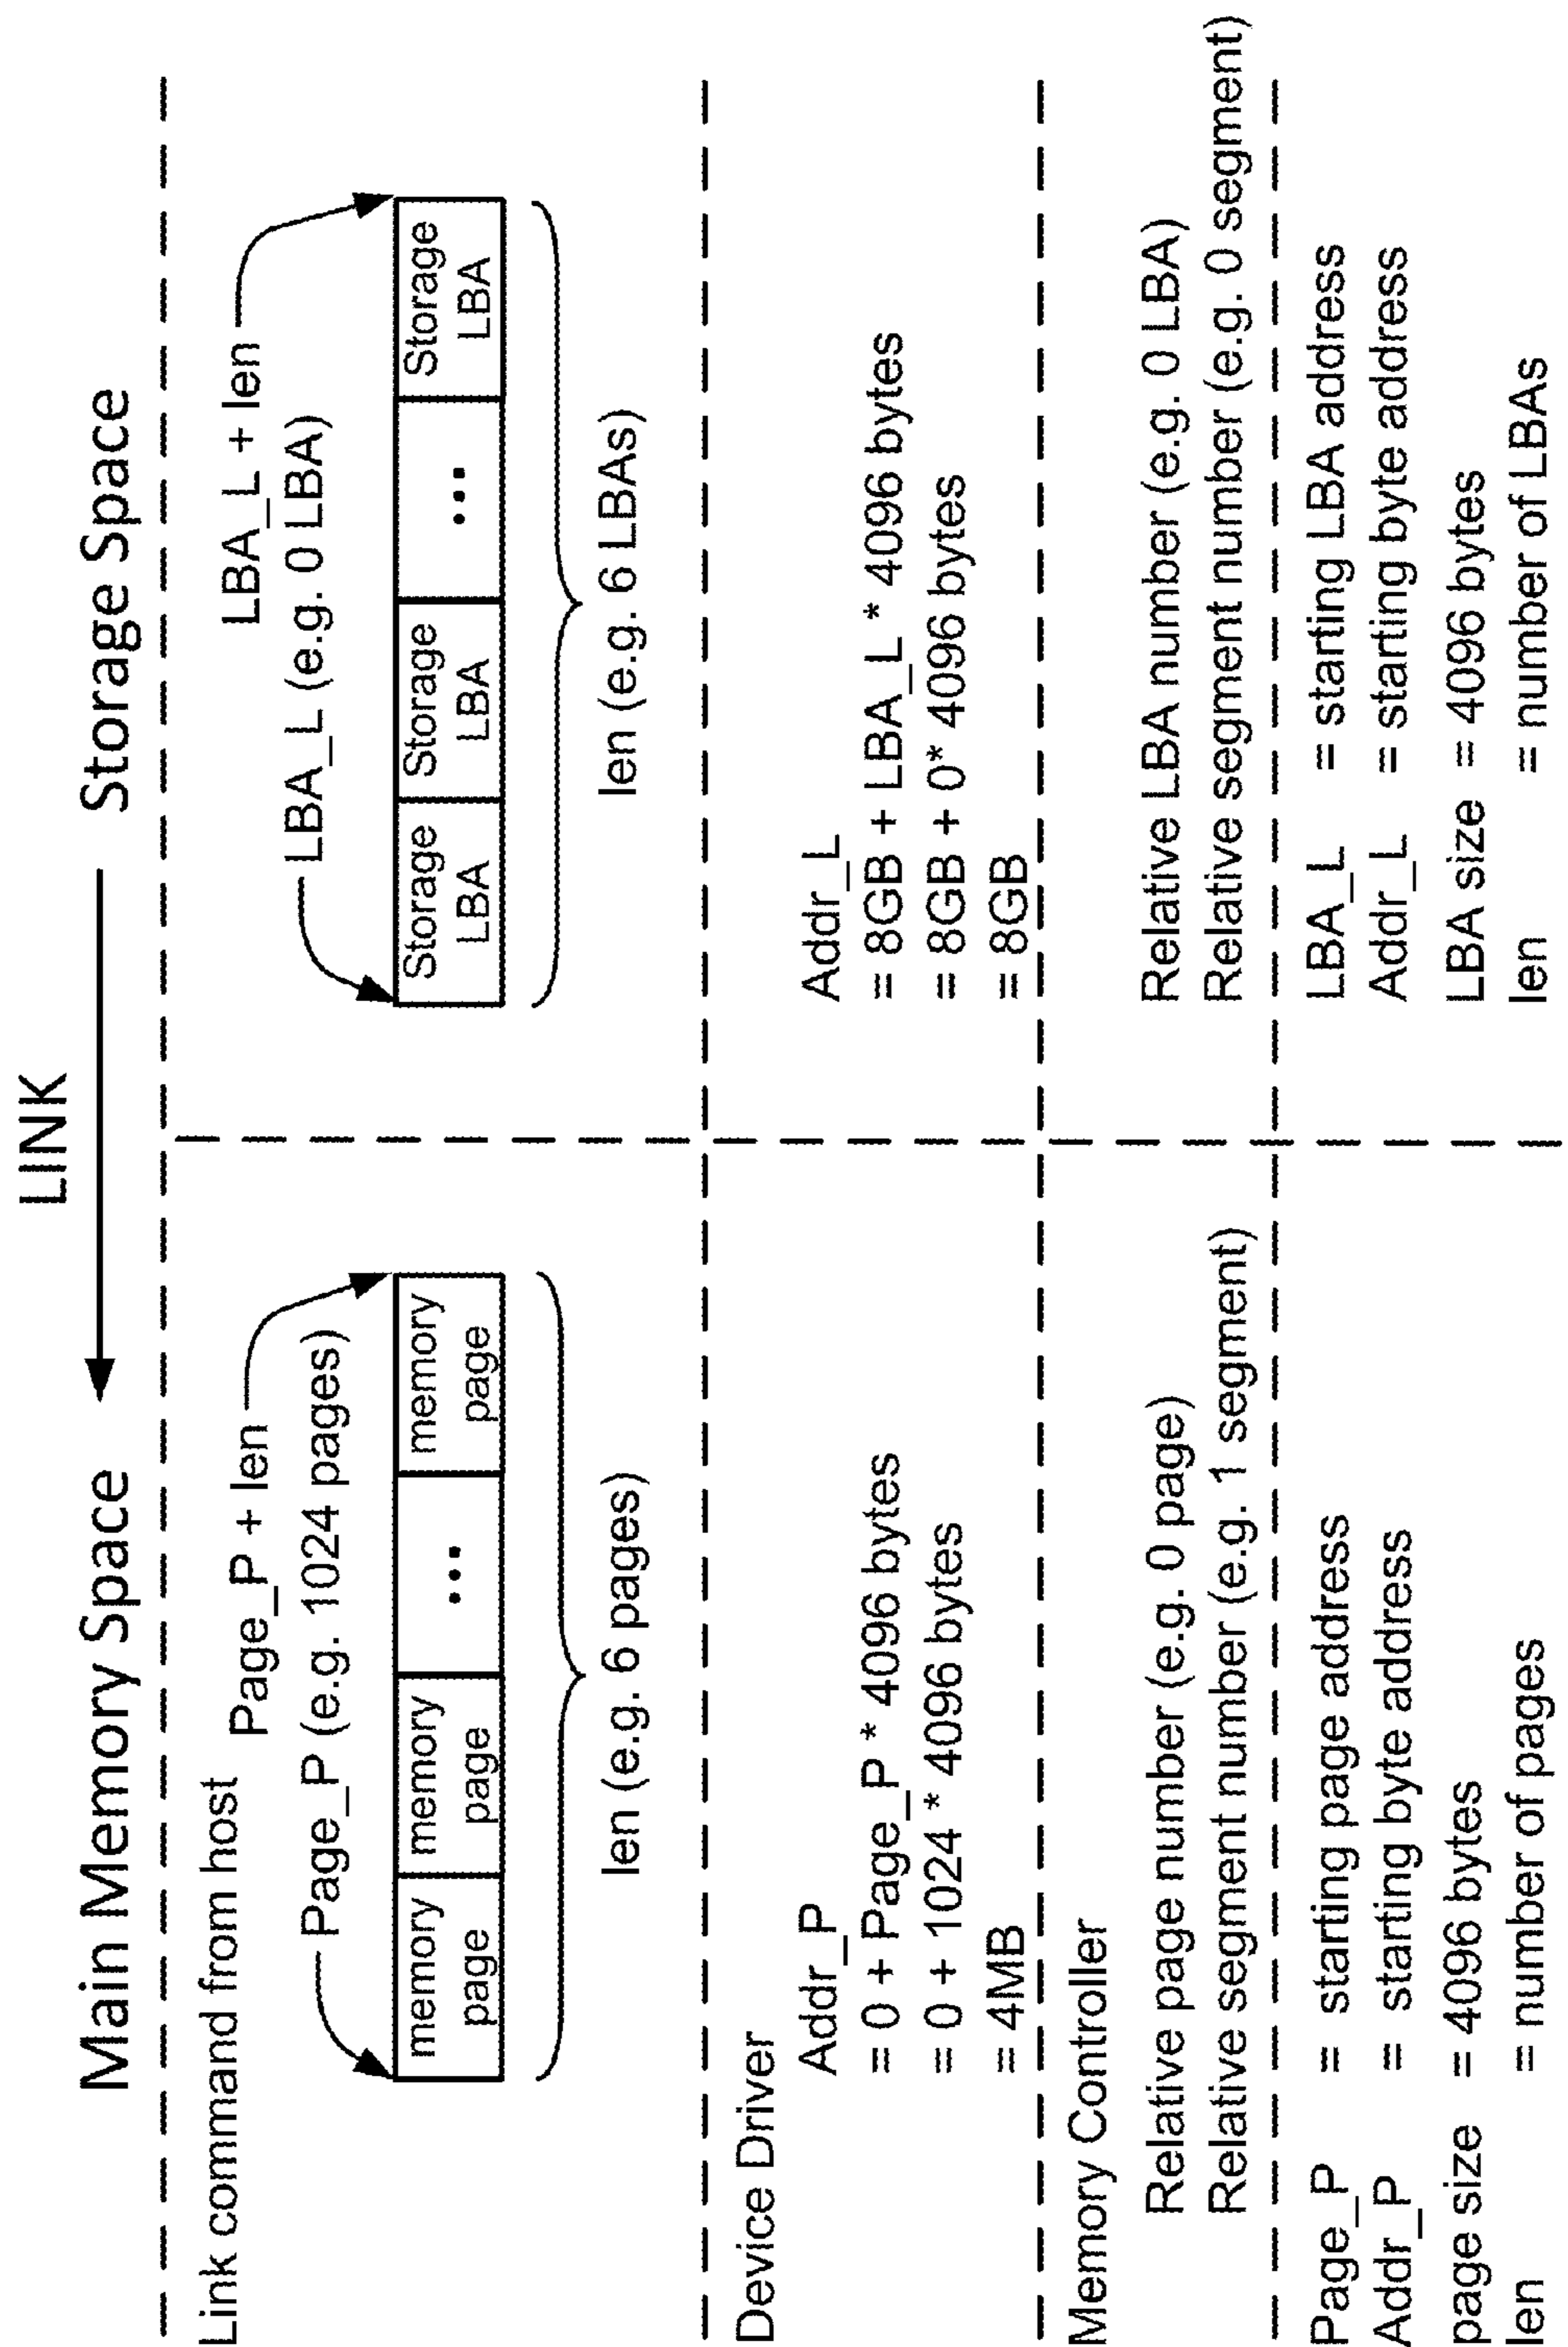 LINK
Main Memory Space
Storage Space
Link command from host
Page_P + len
Page_P (e.g. 1024 pages)
memory page
memory page
...
memory page
len (e.g. 6 pages)
LBA_L + len
LBA_L (e.g. 0 LBA)
Storage LBA
Storage LBA
...
Storage LBA
len (e.g. 6 LBAs)
Device Driver
Addr_P
= 0 + Page_P * 4096 bytes
= 0 + 1024 * 4096 bytes
= 4MB
Addr_L
= 8GB + LBA_L * 4096 bytes
= 8GB + 0* 4096 bytes
= 8GB
Memory Controller
Relative page number (e.g. 0 page)
Relative segment number (e.g. 1 segment)
Relative LBA number (e.g. 0 LBA)
Relative segment number (e.g. 0 segment)
Page_P = starting page address
Addr_P = starting byte address
page size = 4096 bytes
len = number of pages
LBA_L = starting LBA address
Addr_L = starting byte address
LBA size = 4096 bytes
len = number of LBAs